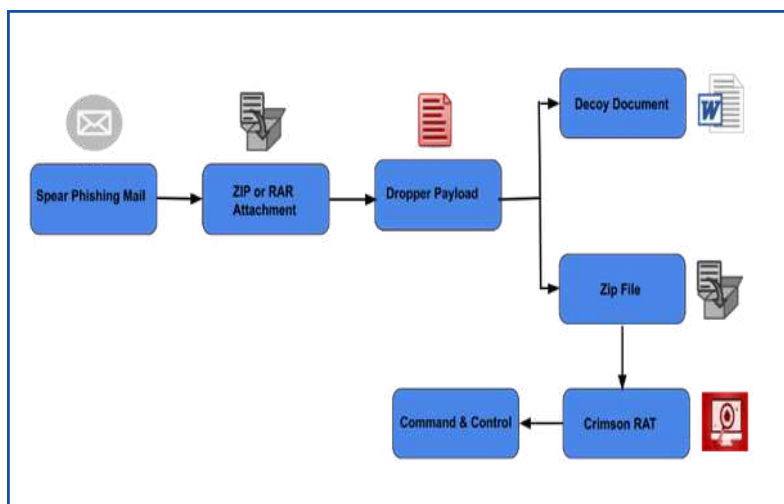 Spear Phishing Mail
ZIP or RAR
Attachment
Dropper Payload
Decoy Document
W
Zip File
Command & Control
Crimson RAT